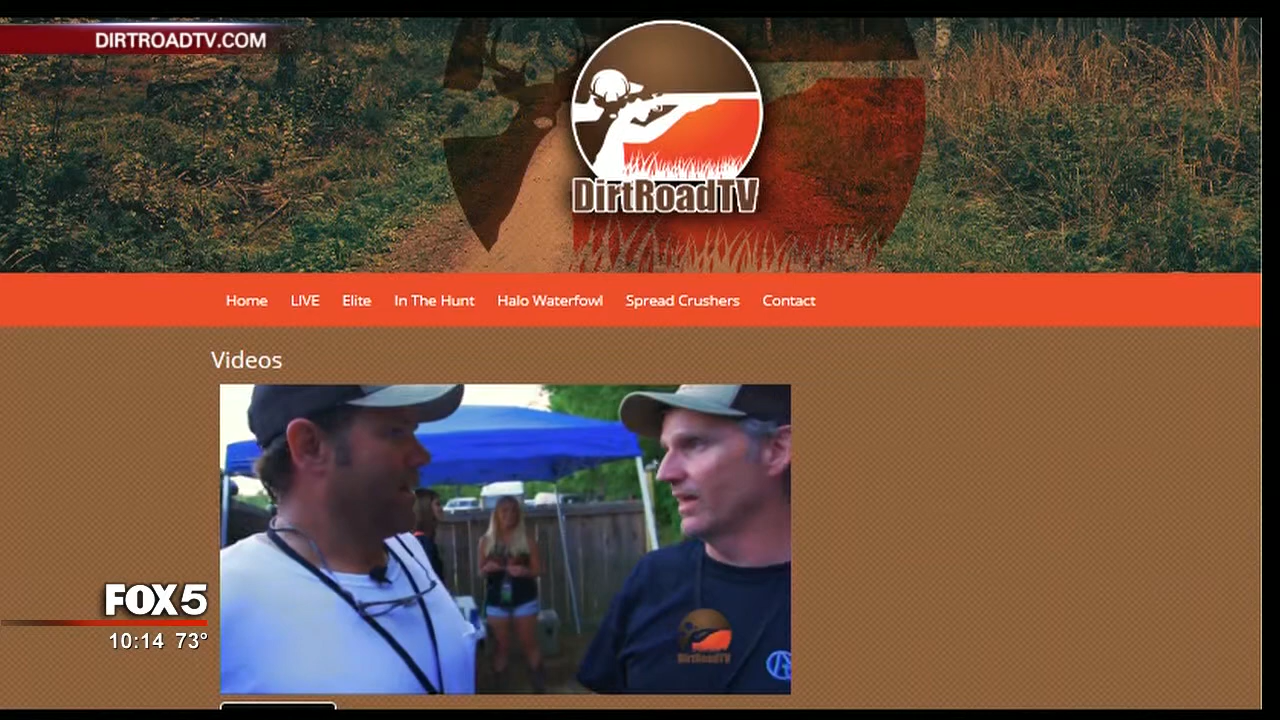 DIRTROADTV.COM
DirtRoadTV
Home LIVE Elite In The Hunt Halo Waterfowl Spread Crushers Contact
Videos
DirtRoadTV
FOX5
10:14 73°